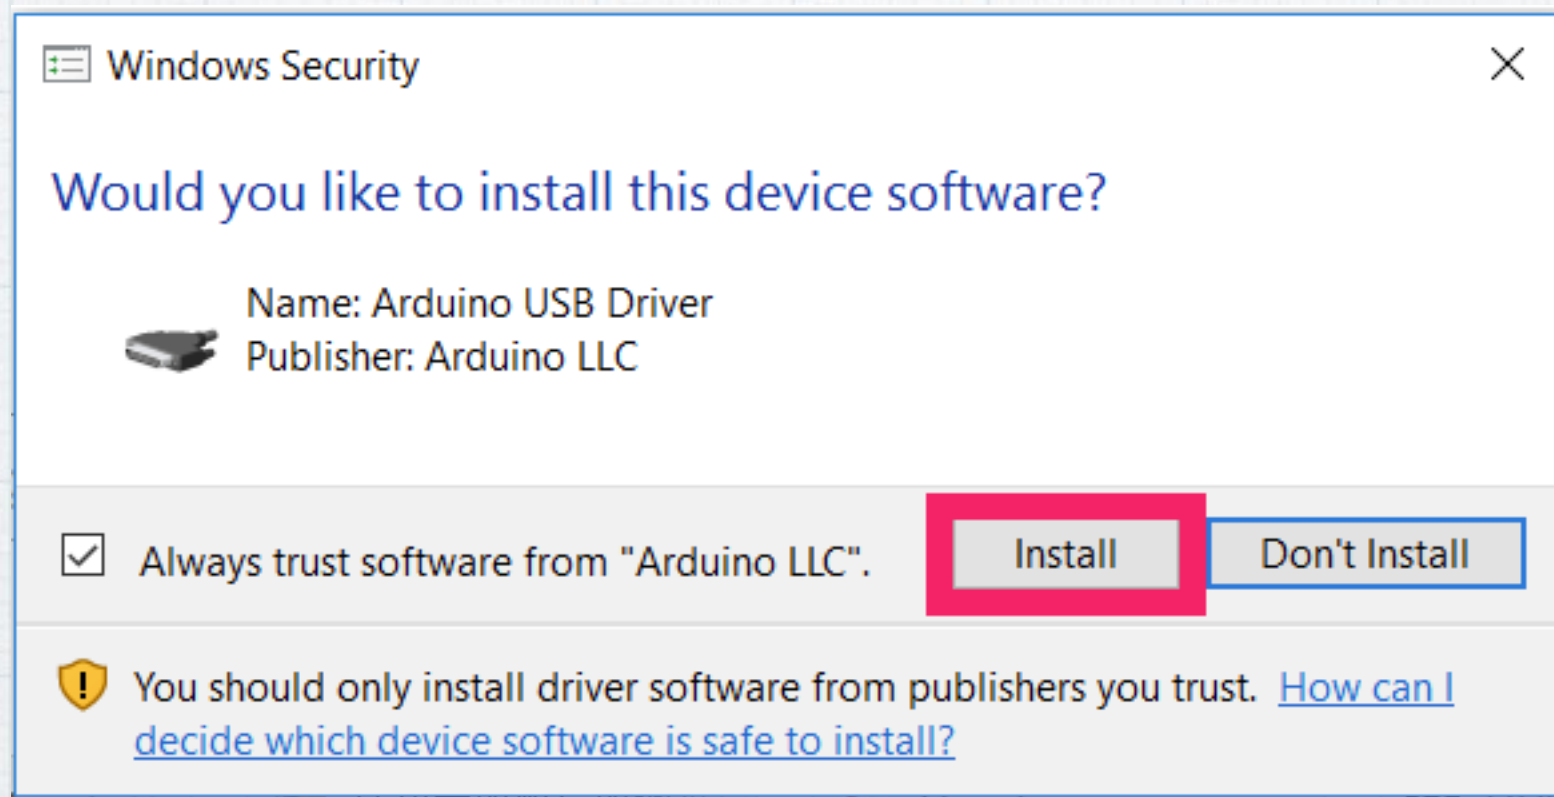 Windows Security
Would you like to install this device software?
Name: Arduino USB Driver
Publisher: Arduino LLC
Always trust software from "Arduino LLC".
Install
Don't Install
You should only install driver software from publishers you trust. How can I
decide which device software is safe to install?